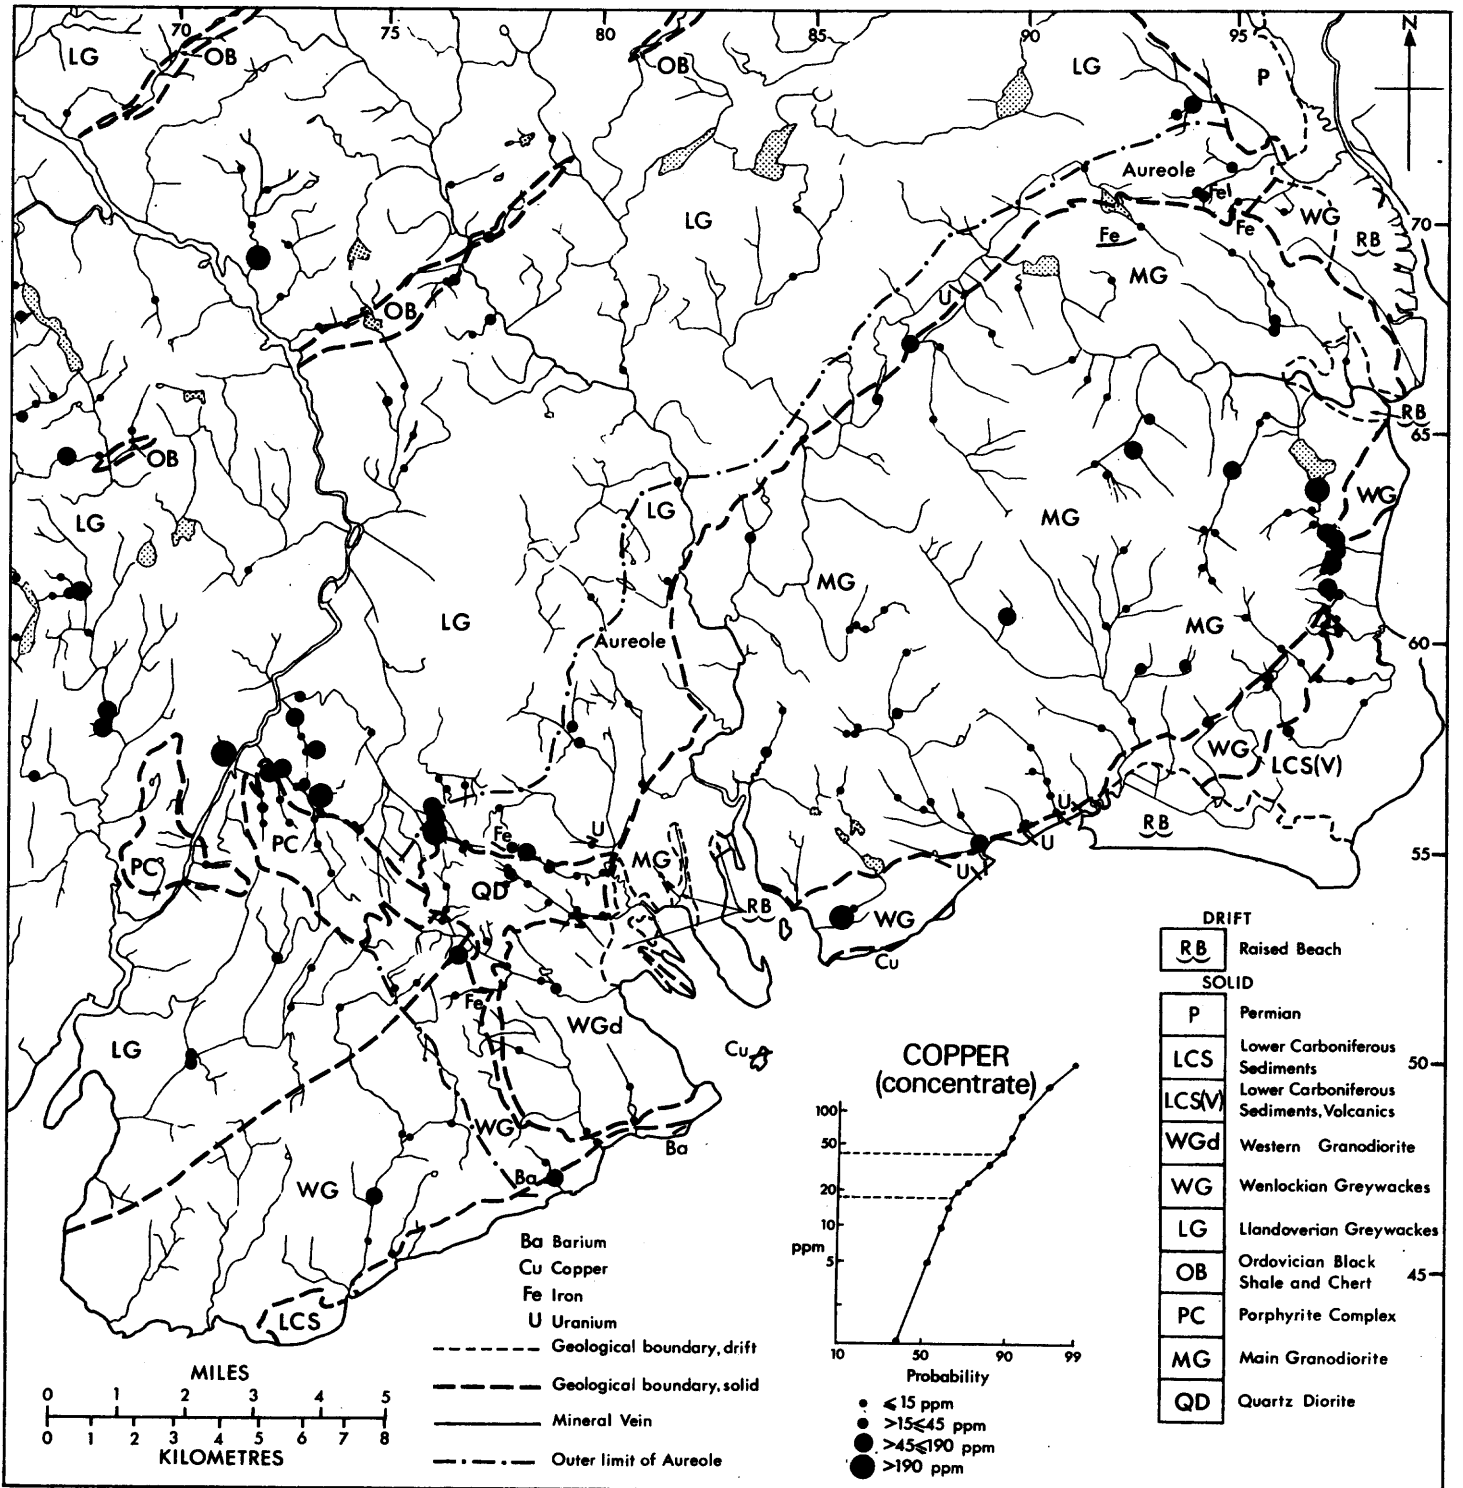 70 75 80 85 90 95 N
LG OB OB LG P
Aureole
LG Fe WG
Fe Fe RB 70
MG
U
OB
RB
OB 65
LG LG WG
MG
MG
LG MG
Aureole 60
WG LCS(V)
U
PC Fe U RB
PC MG U 55
QD U
RB WG
Cu
Fe
WGd
LG Cu 50
WG Ba
Ba
WG
LCS 45
DRIFT
RB Raised Beach
SOLID
P Permian
LCS Lower Carboniferous
Sediments
LCS(V) Lower Carboniferous
Sediments, Volcanics
WGd Western Granodiorite
WG Wenlockian Greywackes
LG Llandoverian Greywackes
OB Ordovician Black
Shale and Chert
PC Porphyrite Complex
MG Main Granodiorite
QD Quartz Diorite
COPPER
(concentrate)
100
50
20
10
ppm
5
10 50 90 99
Probability
⩽15 ppm
>15⩽45 ppm
>45⩽190 ppm
>190 ppm
Ba Barium
Cu Copper
Fe Iron
U Uranium
Geological boundary, drift
Geological boundary, solid
Mineral Vein
Outer limit of Aureole
MILES
0 1 2 3 4 5
0 1 2 3 4 5 6 7 8
KILOMETRES